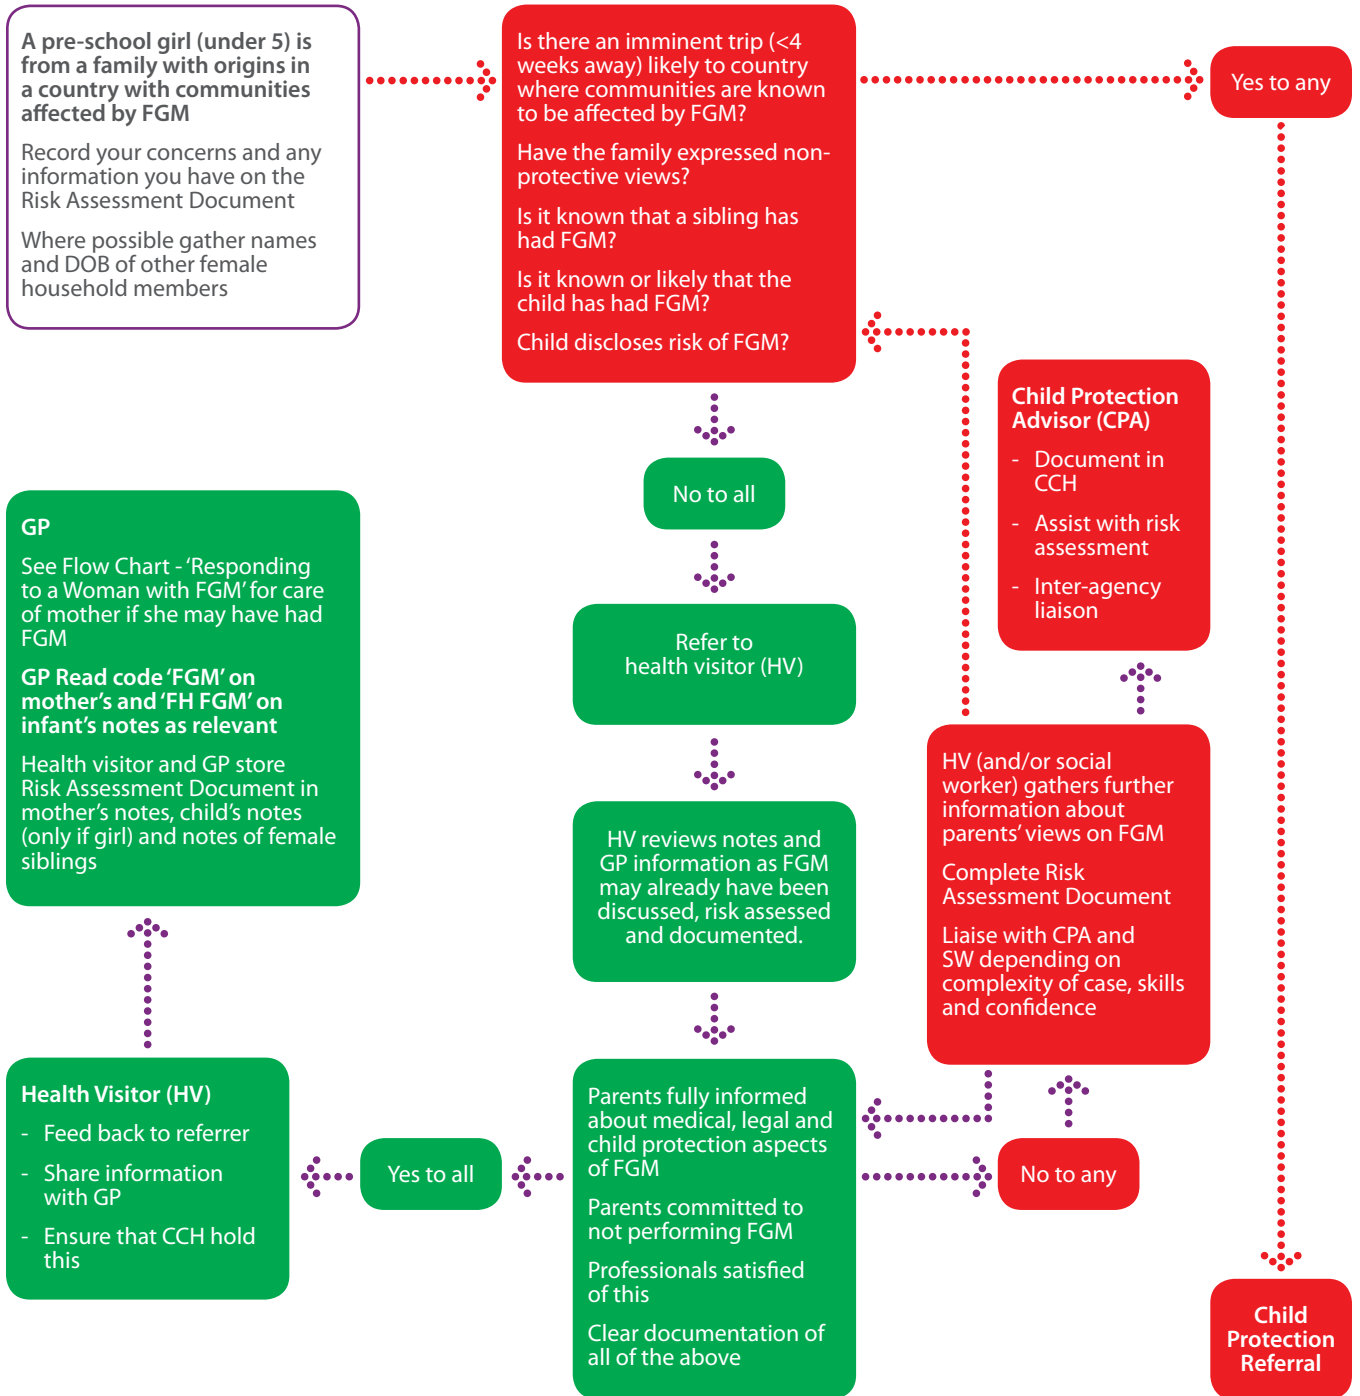 A pre-school girl (under 5) is
from a family with origins in
a country with communities
affected by FGM
Record your concerns and any
information you have on the
Risk Assessment Document
Where possible gather names
and DOB of other female
household members
Is there an imminent trip (<4
weeks away) likely to country
where communities are known
to be affected by FGM?
Have the family expressed non-
protective views?
Is it known that a sibling has
had FGM?
Is it known or likely that the
child has had FGM?
Child discloses risk of FGM?
Yes to any
No to all
Refer to
health visitor (HV)
HV reviews notes and
GP information as FGM
may already have been
discussed, risk assessed
and documented.
Parents fully informed
about medical, legal and
child protection aspects
of FGM
Parents committed to
not performing FGM
Professionals satisfied
of this
Clear documentation of
all of the above
Yes to all
Health Visitor (HV)
- Feed back to referrer
- Share information
with GP
- Ensure that CCH hold
this
GP
See Flow Chart - ‘Responding
to a Woman with FGM’ for care
of mother if she may have had
FGM
GP Read code ‘FGM’ on
mother’s and ‘FH FGM’ on
infant’s notes as relevant
Health visitor and GP store
Risk Assessment Document in
mother’s notes, child’s notes
(only if girl) and notes of female
siblings
No to any
HV (and/or social
worker) gathers further
information about
parents’ views on FGM
Complete Risk
Assessment Document
Liaise with CPA and
SW depending on
complexity of case, skills
and confidence
Child Protection
Advisor (CPA)
- Document in
CCH
- Assist with risk
assessment
- Inter-agency
liaison
Child
Protection
Referral